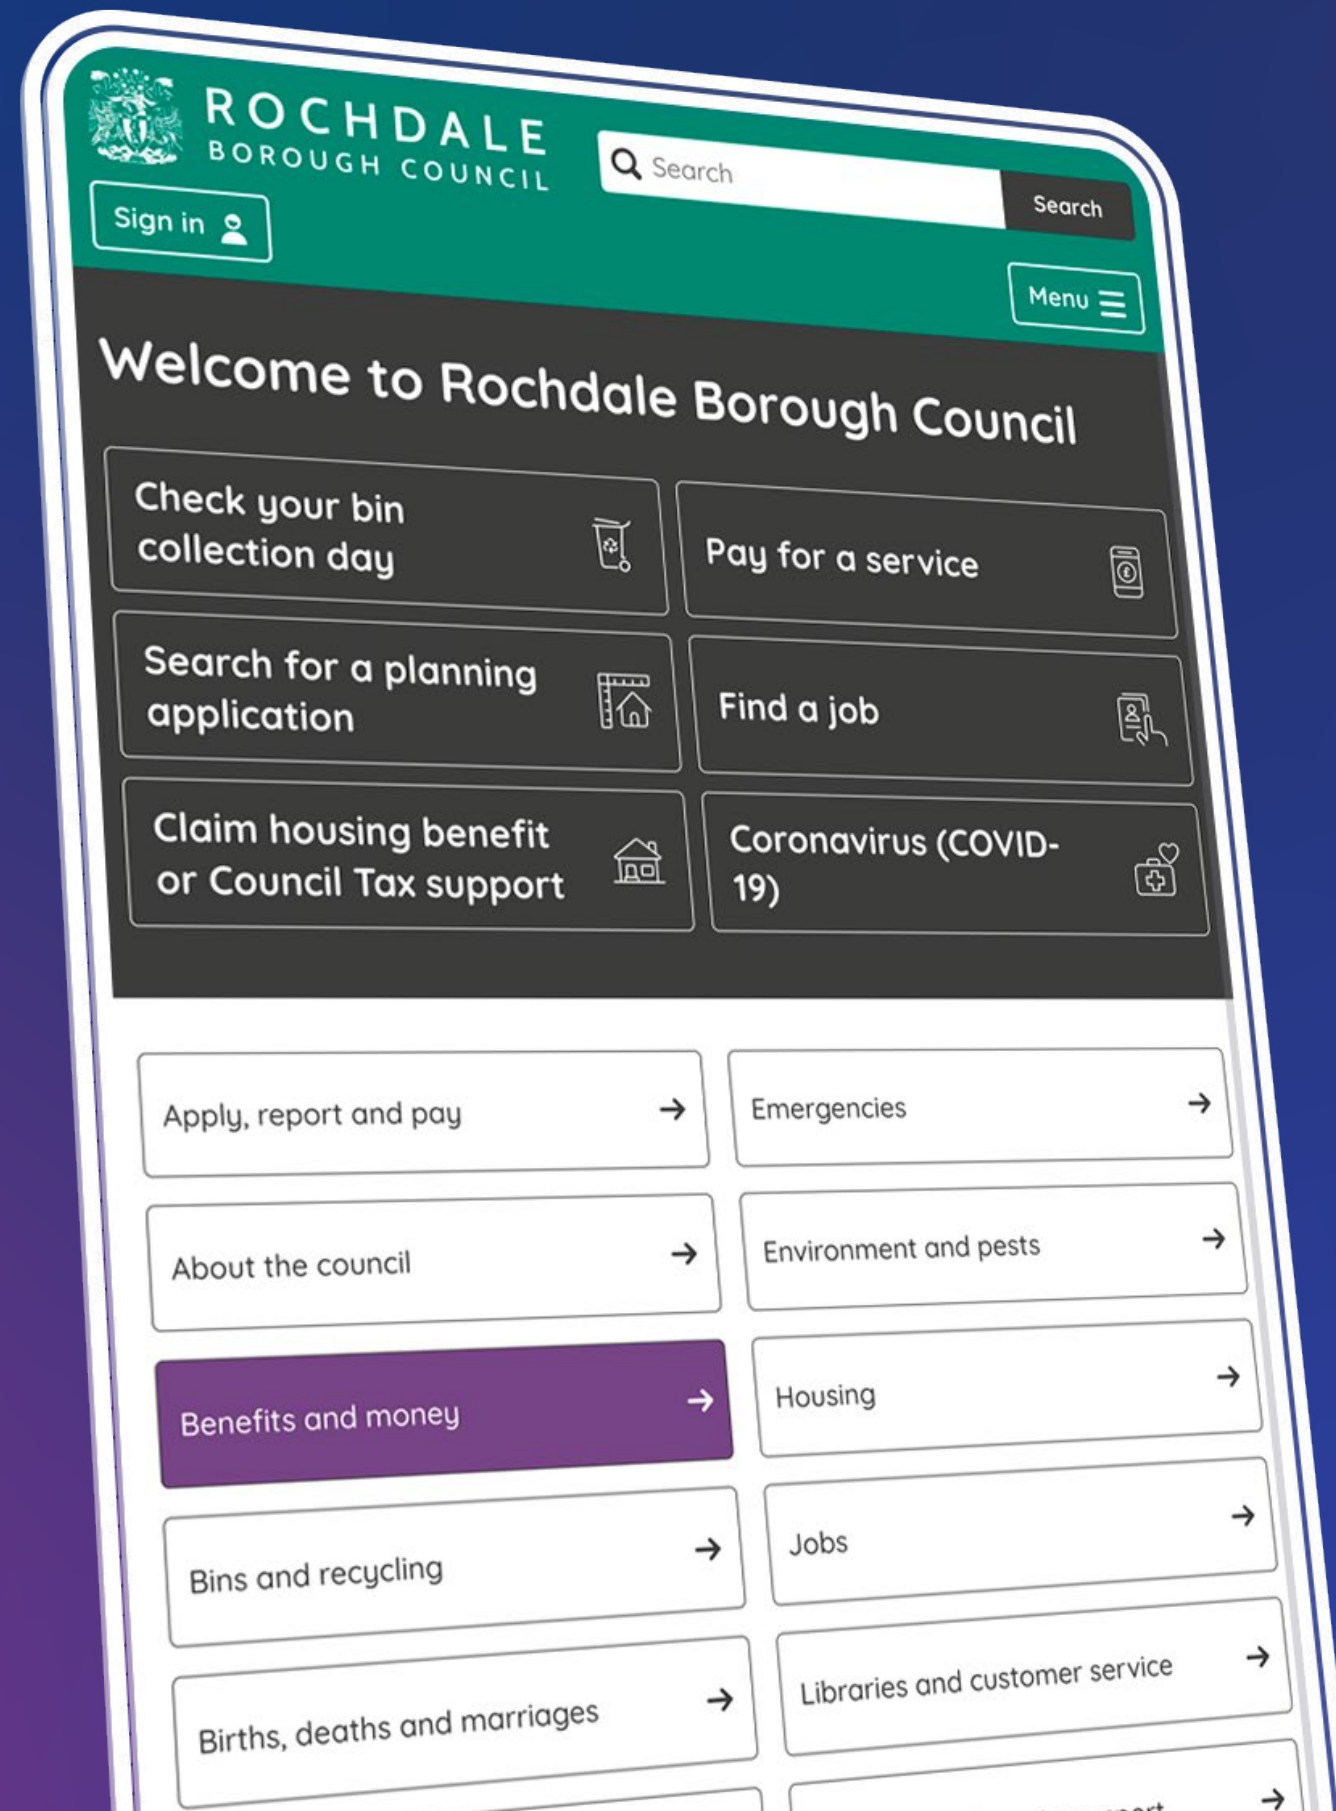 ROCHDALE
BOROUGH COUNCIL
Search
Search
Sign in
Menu
Welcome to Rochdale Borough Council
Check your bin
collection day
Pay for a service
Search for a planning
application
Find a job
Claim housing benefit
or Council Tax support
Coronavirus (COVID-
19)
Apply, report and pay
Emergencies
About the council
Environment and pests
Benefits and money
Housing
Bins and recycling
Jobs
Births, deaths and marriages
Libraries and customer service